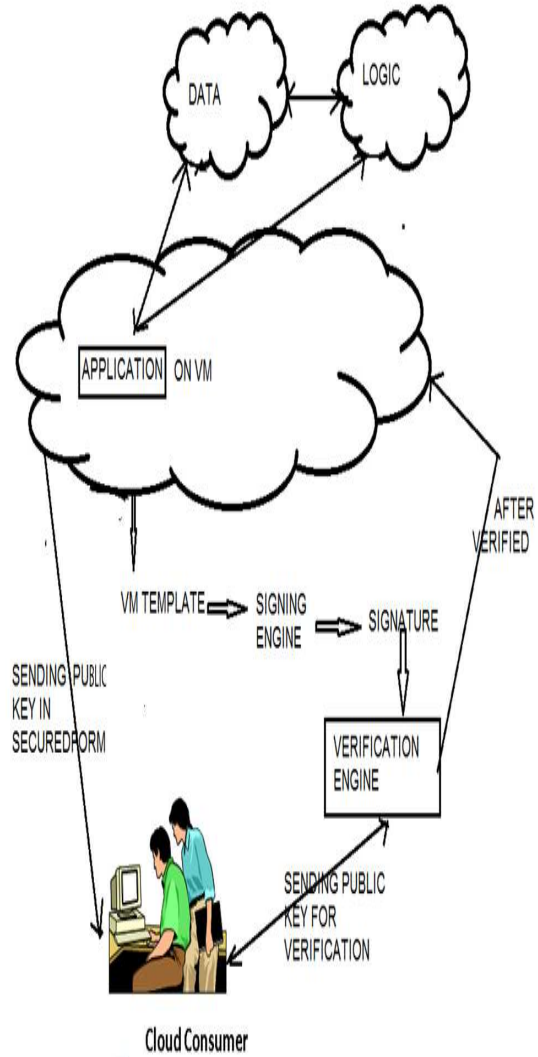 DATA
LOGIC
APPLICATION ON VM
AFTER
VERIFIED
VM TEMPLATE
SIGNING
ENGINE
SIGNATURE
SENDING PUBLIC
KEY IN
SECUREDFORM
VERIFICATION
ENGINE
SENDING PUBLIC
KEY FOR
VERIFICATION
Cloud Consumer